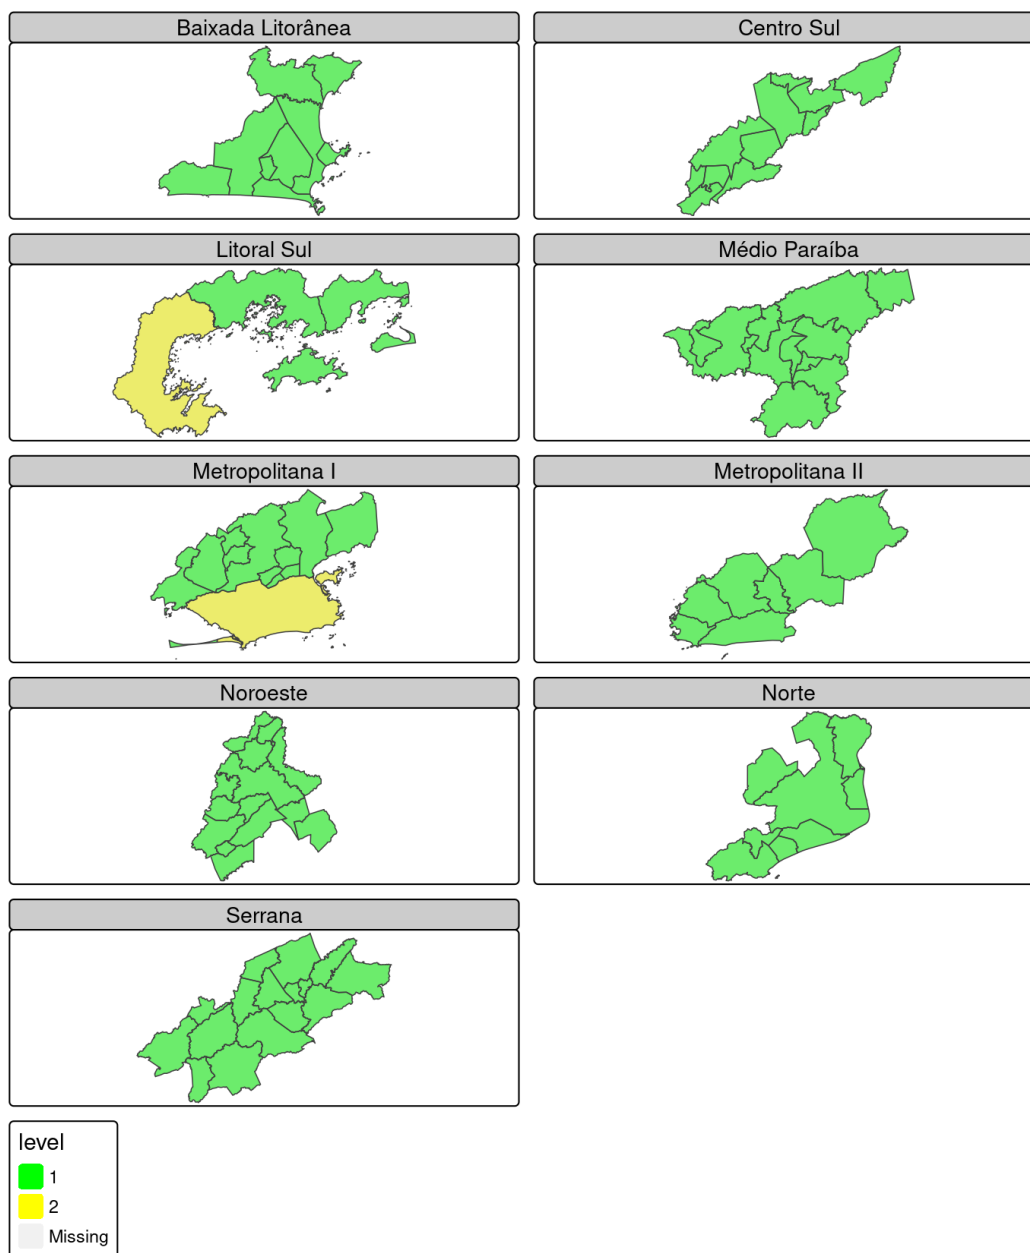 Baixada Litorânea
Centro Sul
Litoral Sul
Médio Paraíba
Metropolitana I
Metropolitana II
Noroeste
Norte
Serrana
level
1
2
Missing